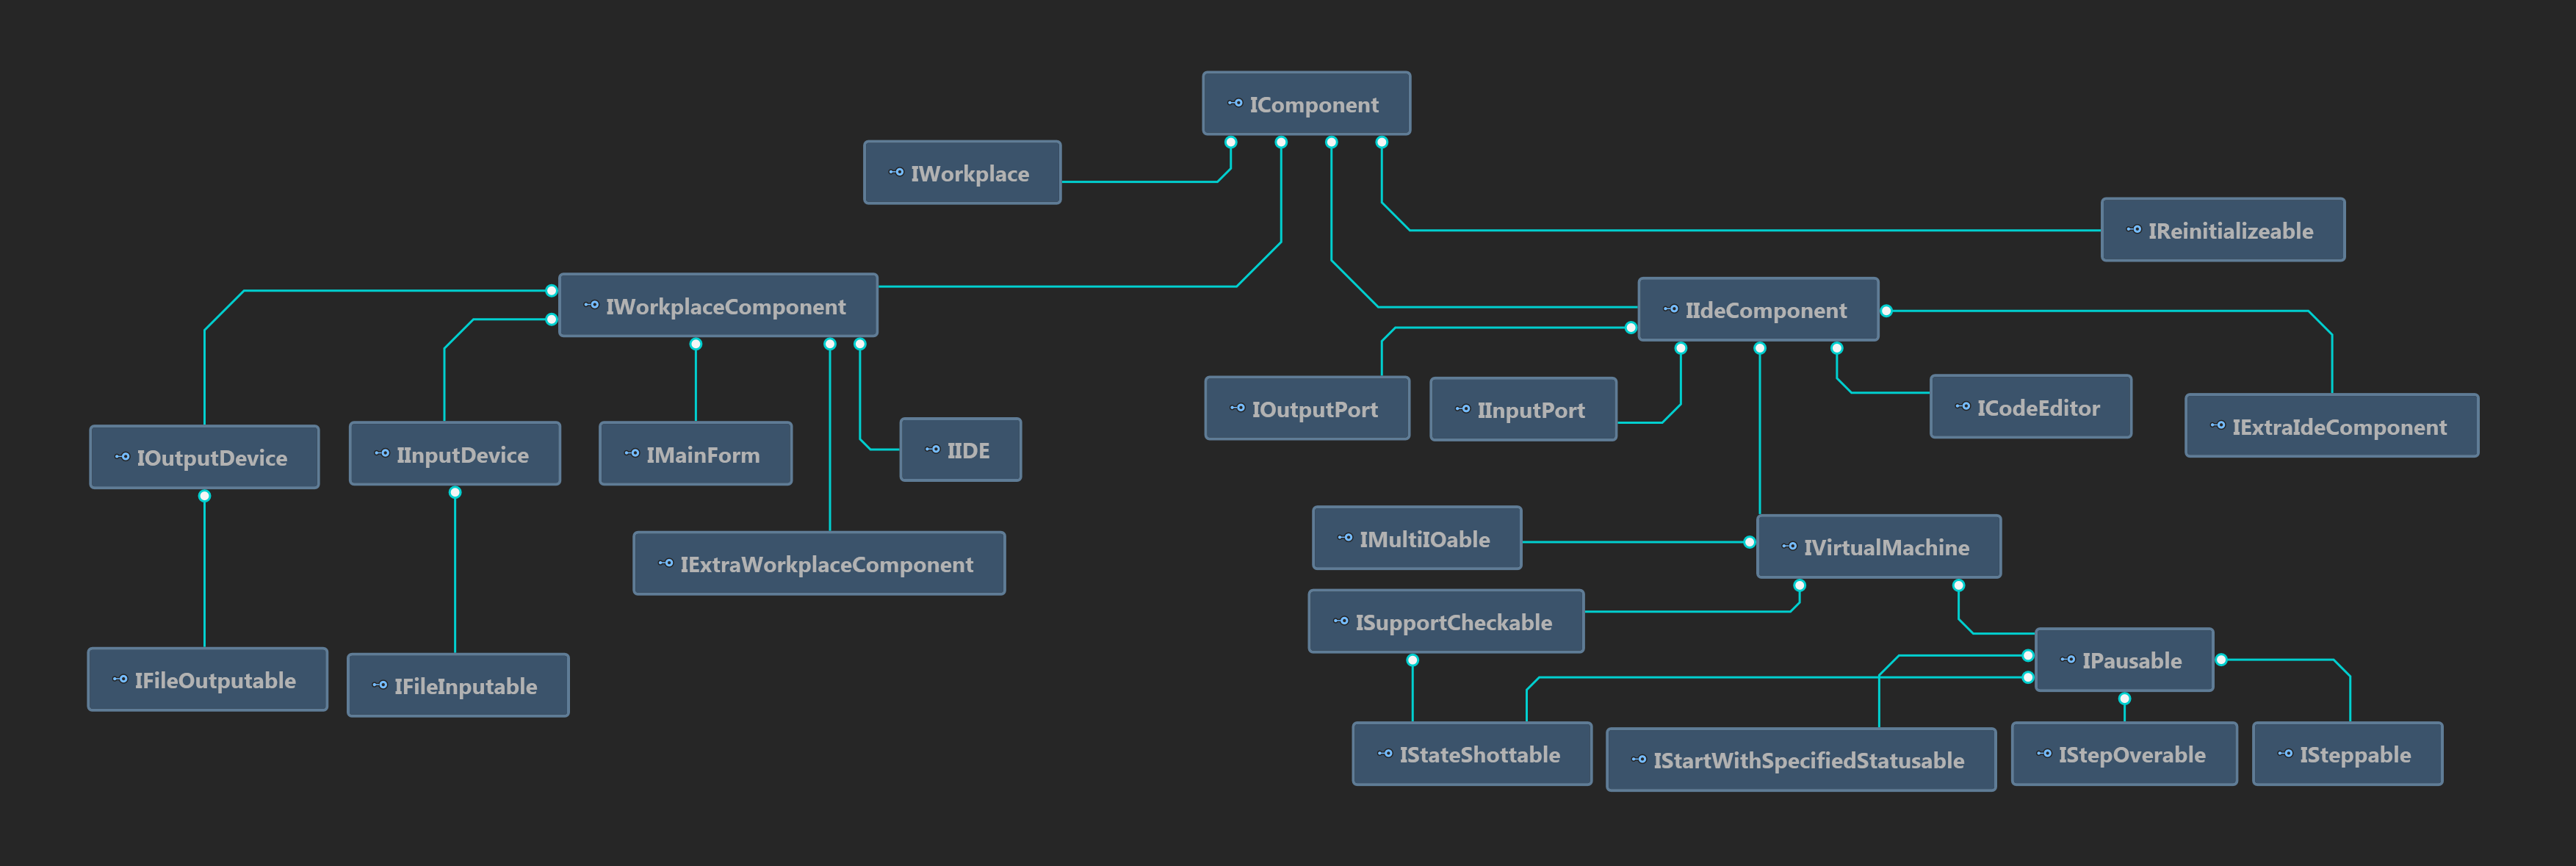 IComponent
IWorkplace
IReinitializeable
IWorkplaceComponent
IIdeComponent
IOutputPort
IInputPort
ICodeEditor
IExtraIdeComponent
IOutputDevice
IInputDevice
IMainForm
IIDE
IExtraWorkplaceComponent
IMultiIOable
IVirtualMachine
ISupportCheckable
IPausable
IFileOutputable
IFileInputable
IStateShottable
IStartWithSpecifiedStatusable
IStepOverable
ISteppable